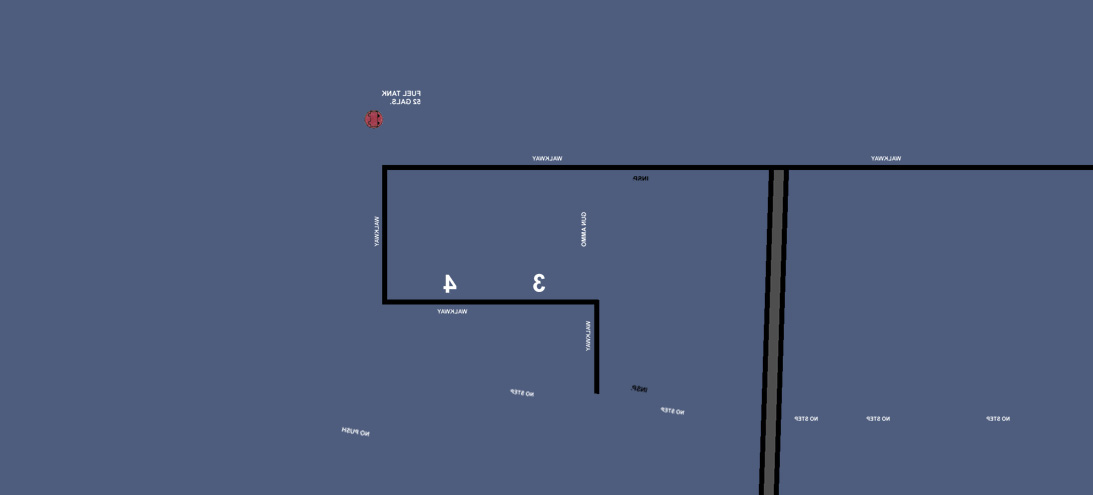 FUEL TANK
52 GALS.
WALKWAY
WALKWAY
INSP
WALKWAY
GUN AMMO
4
3
WALKWAY
WALKWAY
NO STEP
INSP
NO STEP
NO STEP
NO STEP
NO STEP
NO PUSH